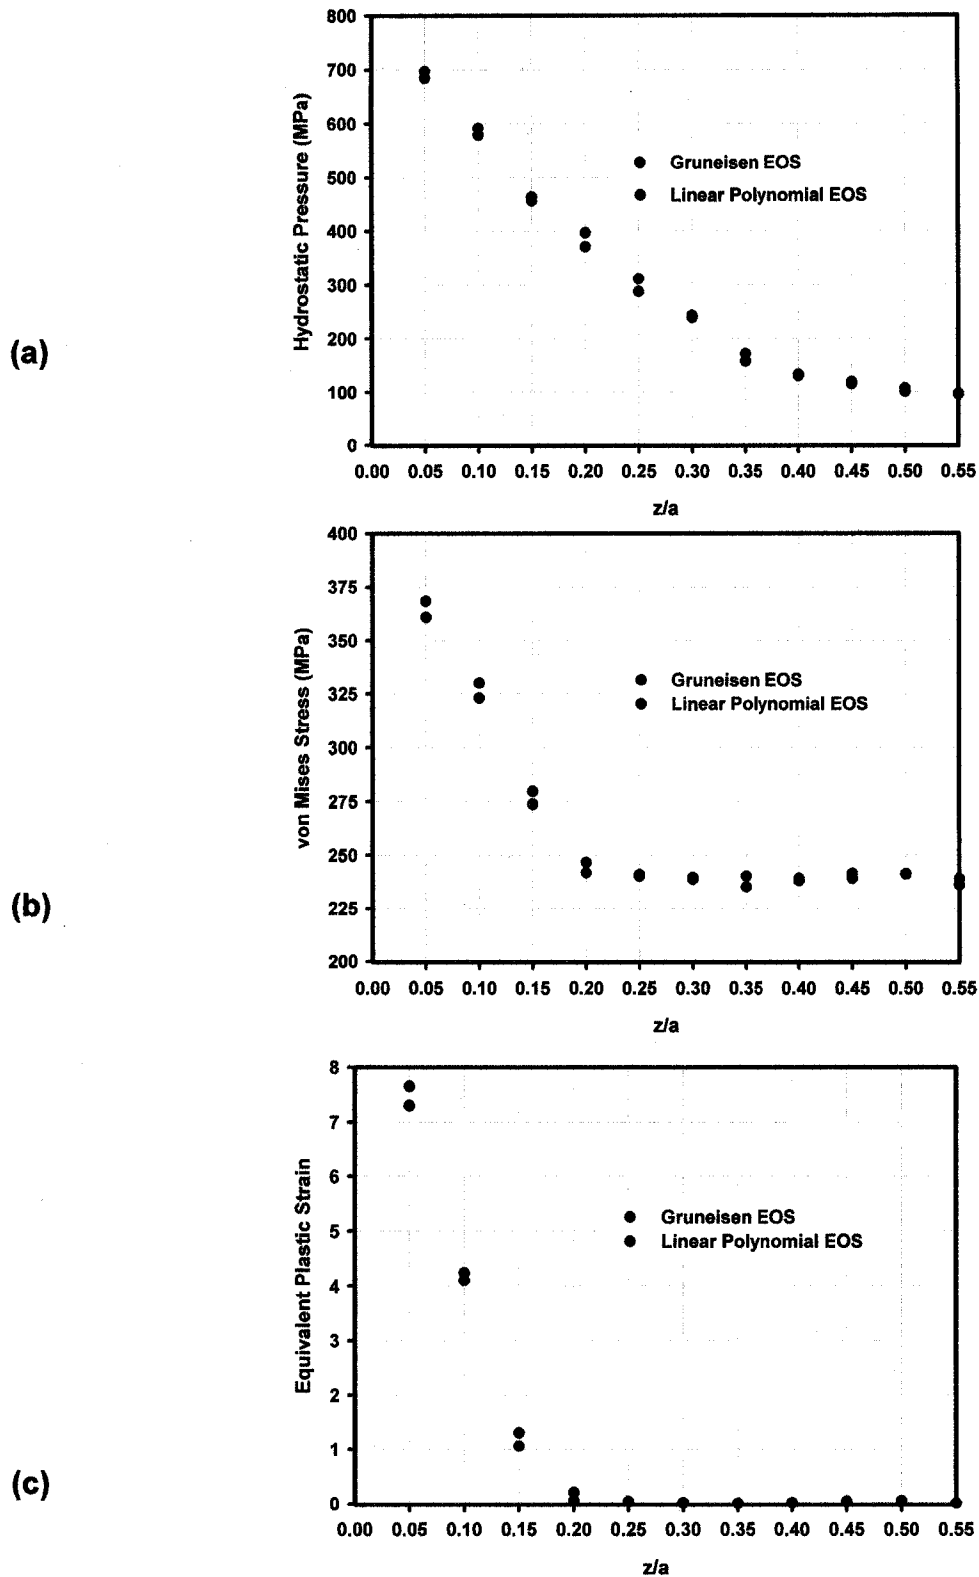 800
700
600
500
400
300
200
100
0
Hydrostatic Pressure (MPa)
Gruneisen EOS
Linear Polynomial EOS
(a)
0.00 0.05 0.10 0.15 0.20 0.25 0.30 0.35 0.40 0.45 0.50 0.55
z/a
400
375
350
325
300
275
250
225
200
von Mises Stress (MPa)
Gruneisen EOS
Linear Polynomial EOS
(b)
0.00 0.05 0.10 0.15 0.20 0.25 0.30 0.35 0.40 0.45 0.50 0.55
z/a
8
7
6
5
4
3
2
1
0
Equivalent Plastic Strain
Gruneisen EOS
Linear Polynomial EOS
(c)
0.00 0.05 0.10 0.15 0.20 0.25 0.30 0.35 0.40 0.45 0.50 0.55
z/a